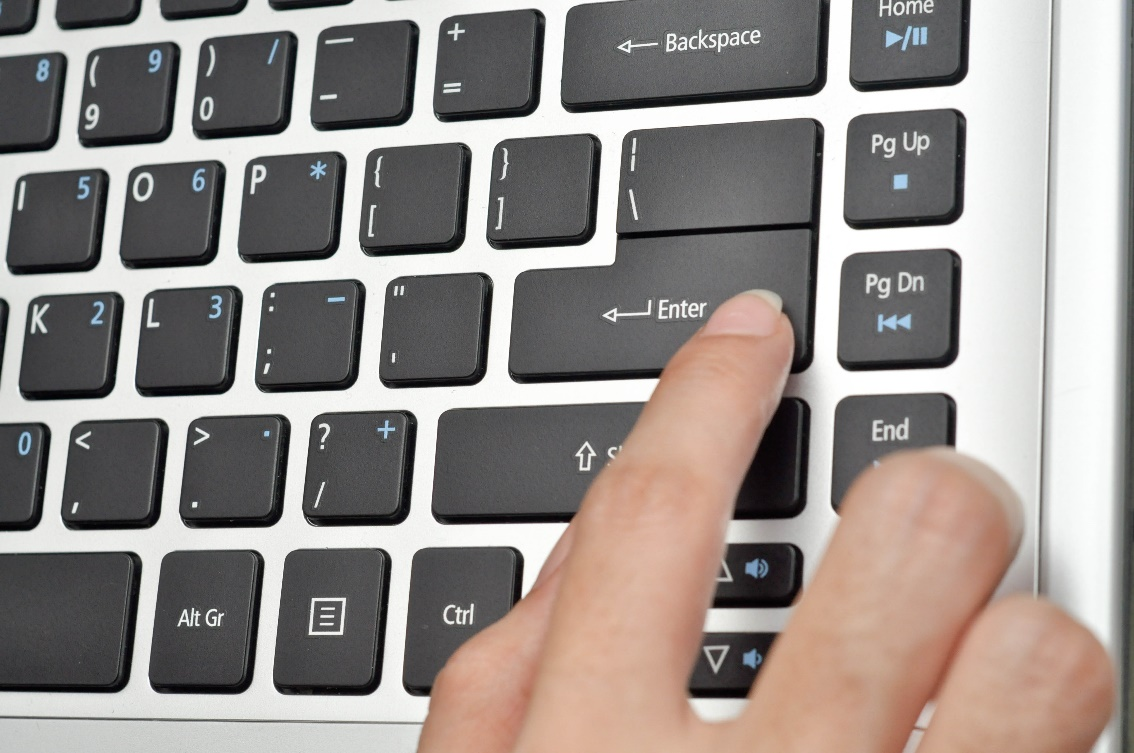 8 ( 9 9 ) / 0 — – + = Backspace Home
I 5 O 6 P * { [ } ] | \ Pg Up
K 2 L 3 : – ; " ' Enter Pg Dn
0 < , > . . ? + / End
Alt Gr Ctrl